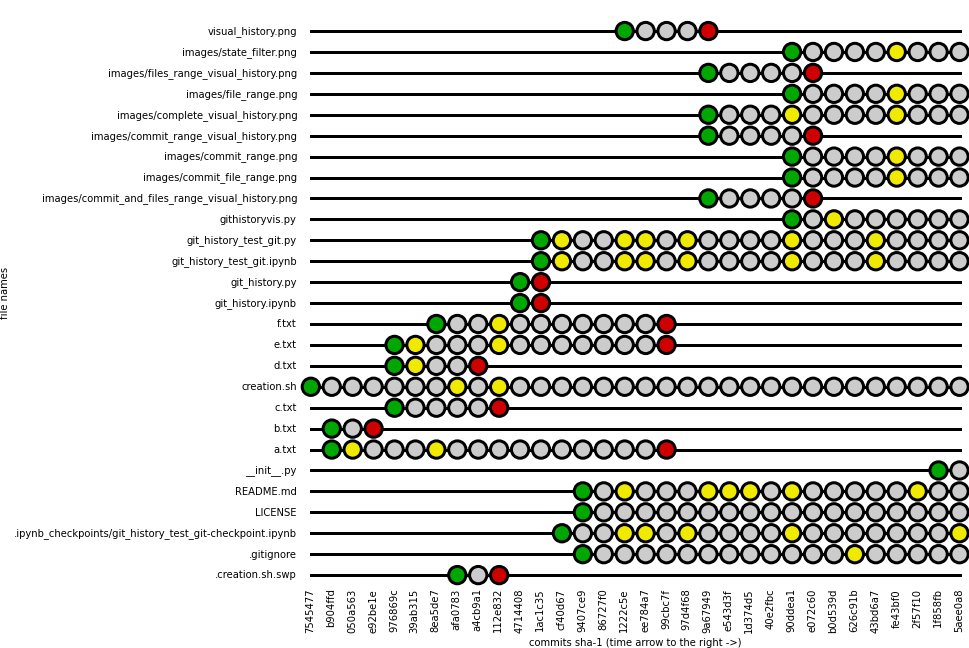 visual_history.png
images/state_filter.png
images/files_range_visual_history.png
images/file_range.png
images/complete_visual_history.png
images/commit_range_visual_history.png
images/commit_range.png
images/commit_file_range.png
images/commit_and_files_range_visual_history.png
githistoryvis.py
git_history_test_git.py
git_history_test_git.ipynb
git_history.py
git_history.ipynb
f.txt
e.txt
d.txt
creation.sh
c.txt
b.txt
a.txt
__init__.py
README.md
LICENSE
.ipynb_checkpoints/git_history_test_git-checkpoint.ipynb
.gitignore
.creation.sh.swp
file names
7545477
b904ffd
050a563
e92be1e
976869c
39ab315
8ea5de7
afa0783
a4cb9a1
112e832
4714408
1ac1c35
cf40d67
9407ce9
86727f0
1222c5e
ee784a7
99cbc7f
97d4f68
9a67949
e543d3f
1d374d5
40e2fbc
90ddea1
e072c60
b0d539d
626c91b
43bd6a7
fe43bf0
2f57f10
1f858fb
5aee0a8
commits sha-1 (time arrow to the right ->)